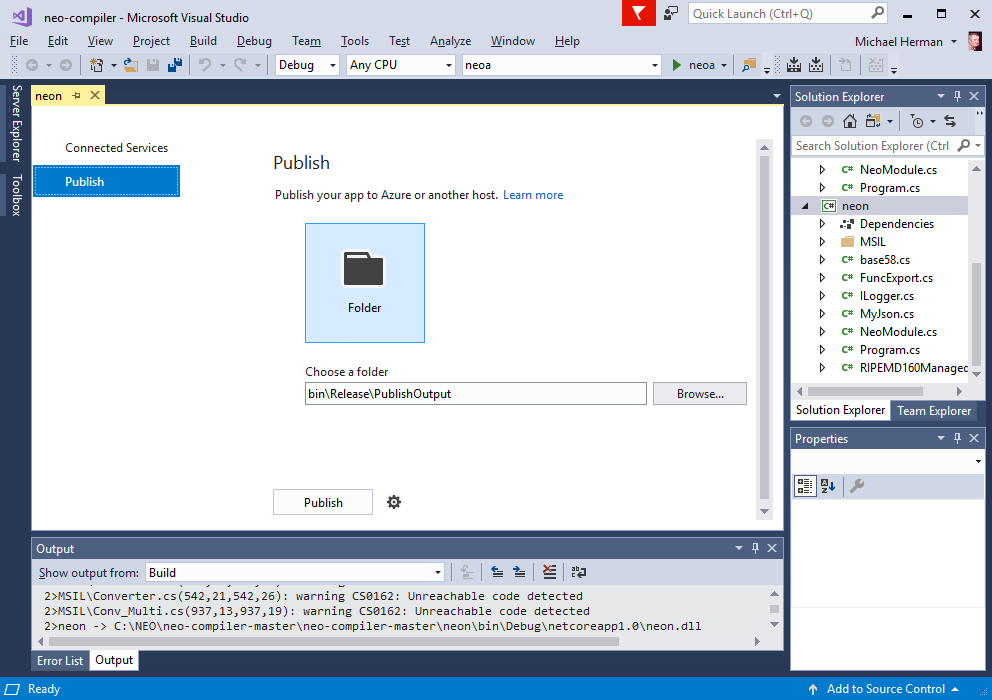 neo-compiler - Microsoft Visual Studio
Quick Launch (Ctrl+Q)
File Edit View Project Build Debug Team Tools Test Analyze Window Help Michael Herman
Debug Any CPU neoa neoa
Server Explorer
Toolbox
neon
Connected Services
Publish
Publish
Publish your app to Azure or another host. Learn more
Folder
Choose a folder
bin\Release\PublishOutput
Browse...
Publish
Solution Explorer
Search Solution Explorer (Ctrl
C# NeoModule.cs
C# Program.cs
C# neon
Dependencies
MSIL
C# base58.cs
C# FuncExport.cs
C# ILogger.cs
C# MyJson.cs
C# NeoModule.cs
C# Program.cs
C# RIPEMD160Managed
Solution Explorer Team Explorer
Properties
Output
Show output from: Build
2>MSIL\Converter.cs(542,21,542,26): warning CS0162: Unreachable code detected
2>MSIL\Conv_Multi.cs(937,13,937,19): warning CS0162: Unreachable code detected
2>neon -> C:\NEO\neo-compiler-master\neo-compiler-master\neon\bin\Debug\netcoreapp1.0\neon.dll
Error List Output
Ready Add to Source Control